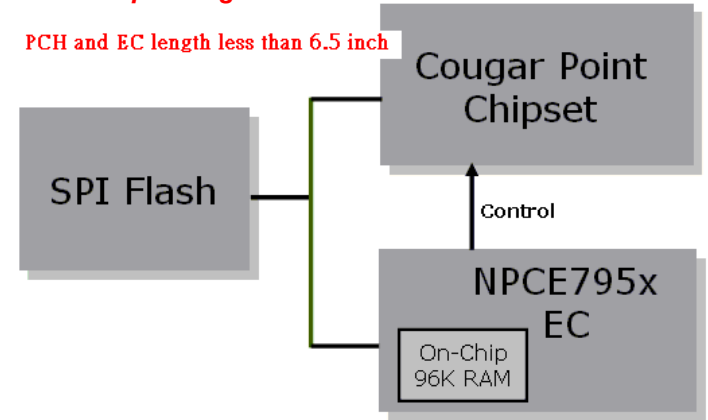 PCH and EC length less than 6.5 inch
Cougar Point
Chipset
SPI Flash
Control
NPCE795x
EC
On-Chip
96K RAM